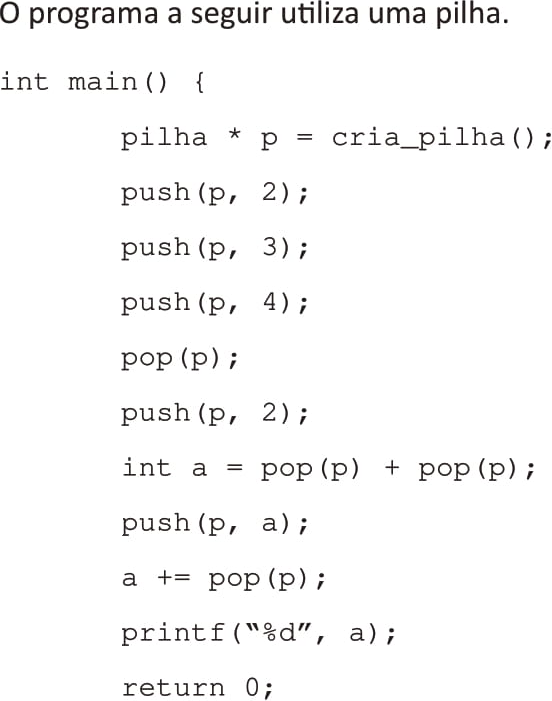 O programa a seguir utiliza uma pilha.
int main() {
pilha * p = cria_pilha();
push(p, 2);
push(p, 3);
push(p, 4);
pop(p);
push(p, 2);
int a = pop(p) + pop(p);
push(p, a);
a += pop(p);
printf(“%d”, a);
return 0;